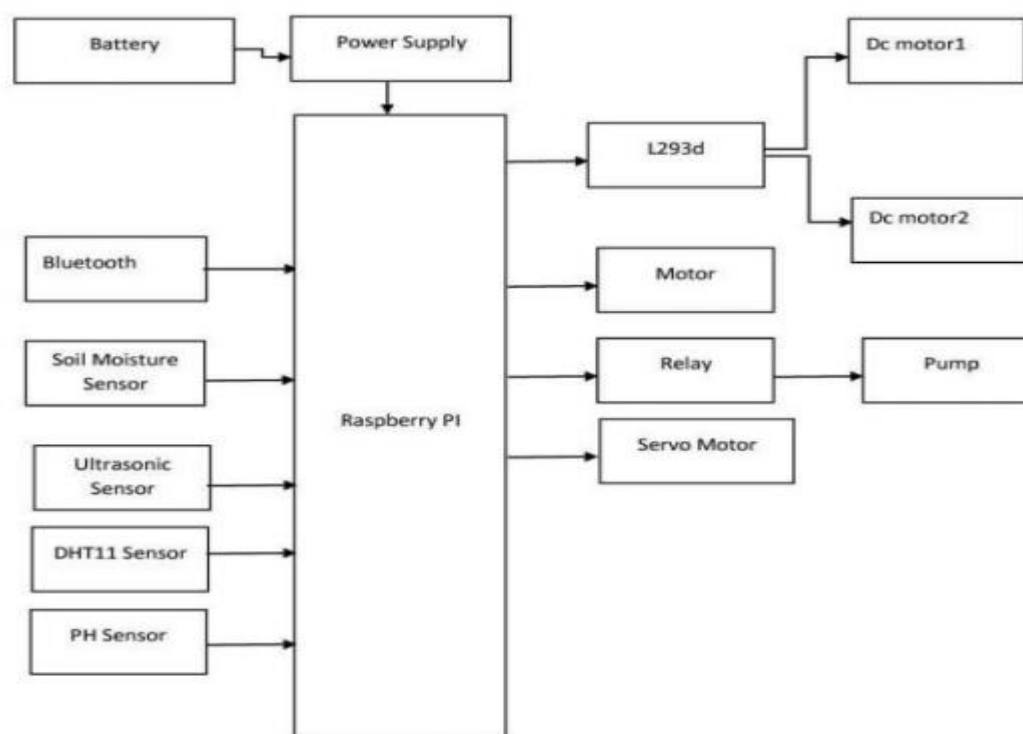 Battery
Power Supply
Dc motor1
L293d
Dc motor2
Bluetooth
Motor
Soil Moisture
Sensor
Relay
Pump
Raspberry PI
Servo Motor
Ultrasonic
Sensor
DHT11 Sensor
PH Sensor